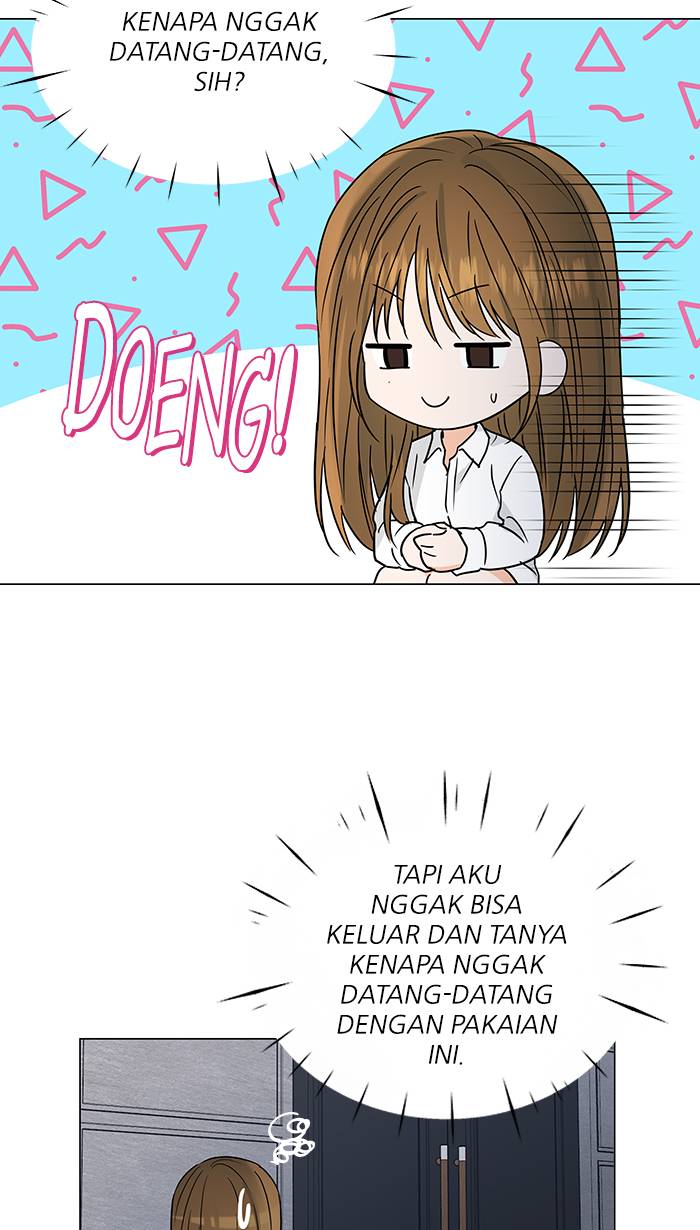 KENAPA NGGAK
DATANG-DATANG,
SIH?
DOENG!
TAPI AKU
NGGAK BISA
KELUAR DAN TANYA
KENAPA NGGAK
DATANG-DATANG
DENGAN PAKAIAN
INI.